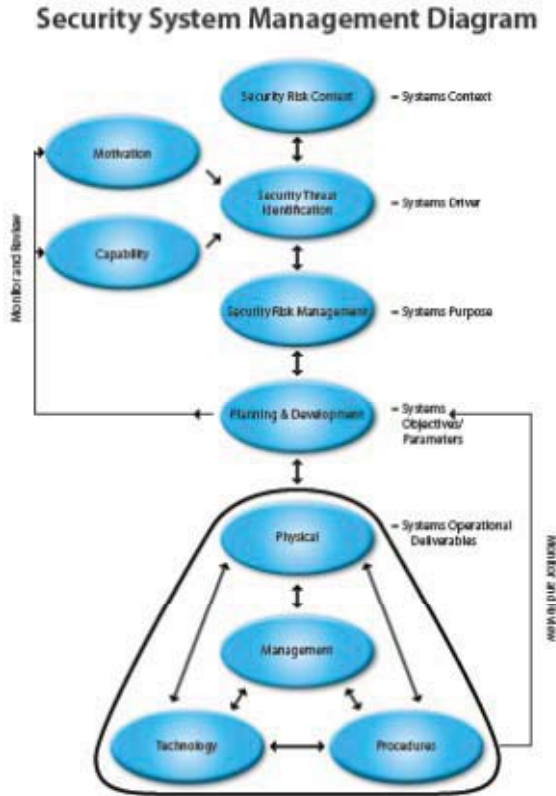 Security System Management Diagram
Security Risk Context
= Systems Context
Motivation
Security Threat
Identification
= Systems Driver
Capability
Monitor and Review
Security Risk Management
= Systems Purpose
Planning & Development
= Systems
Objectives/
Parameters
Physical
= Systems Operational
Deliverables
Monitor and review
Management
Technology
Procedures